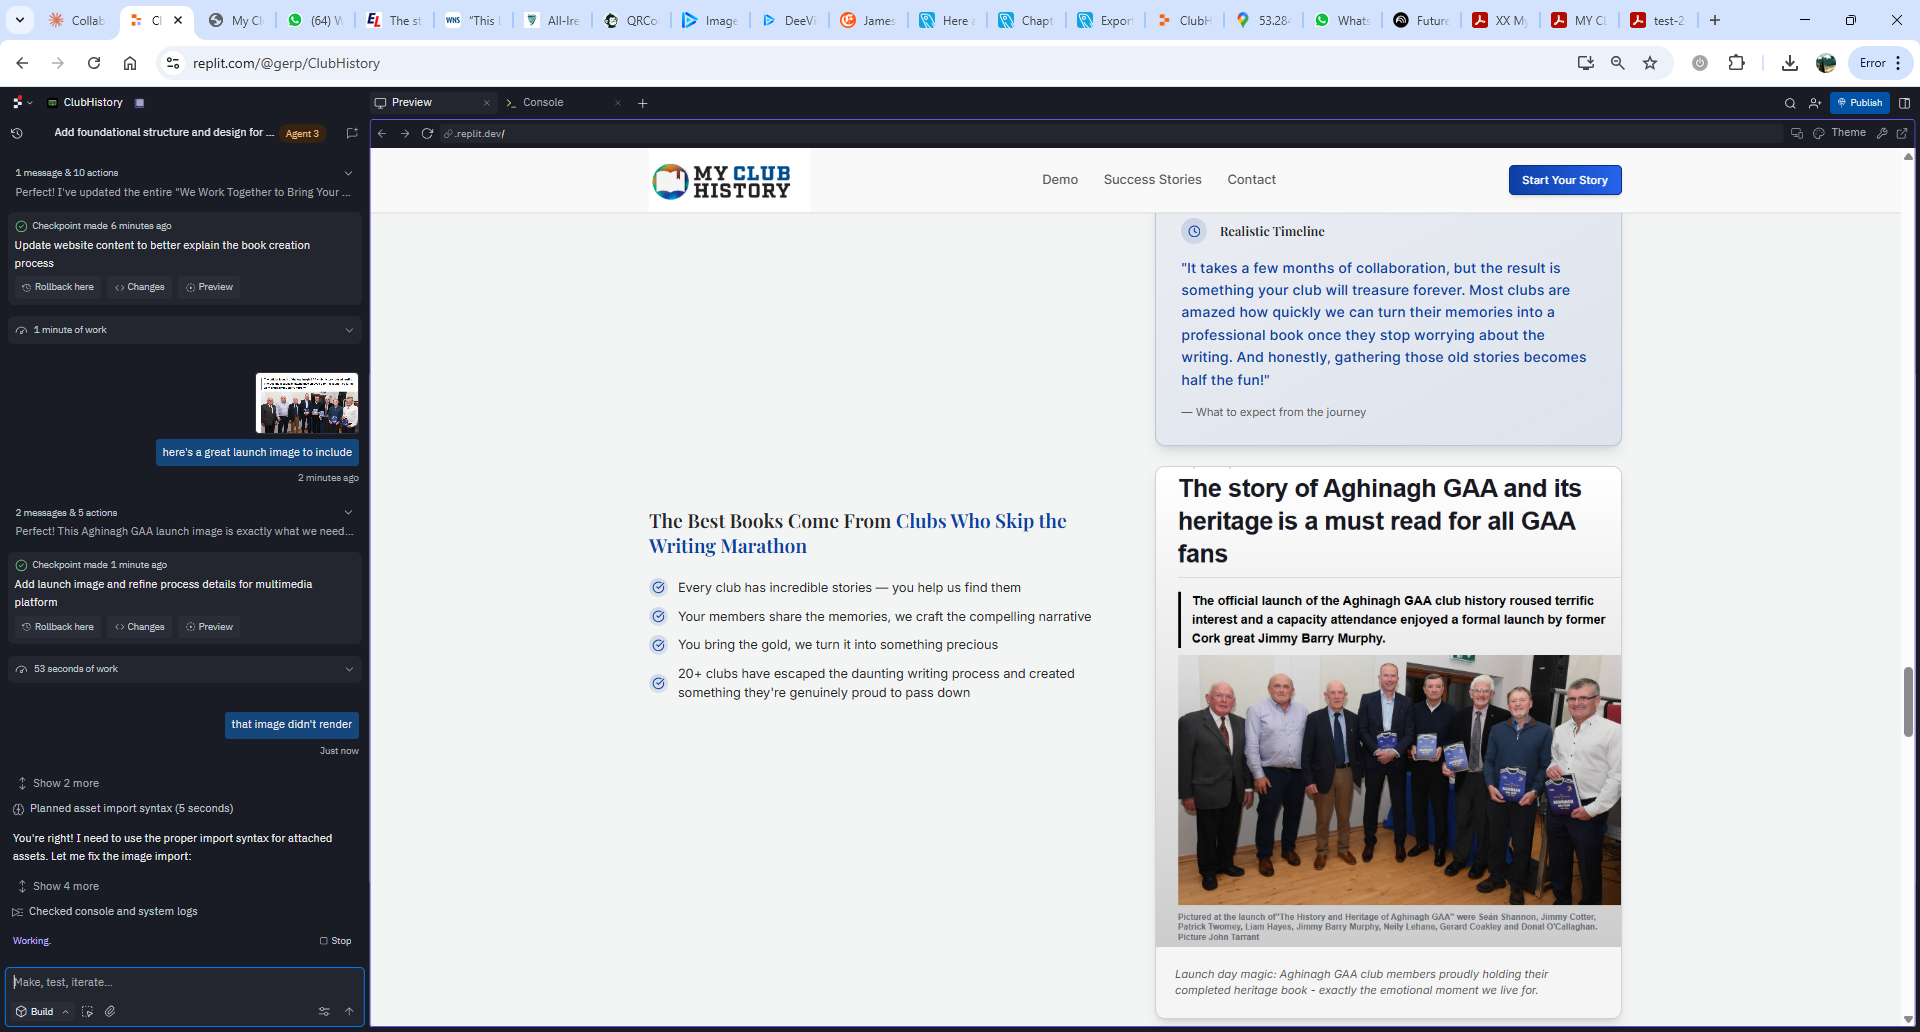 Collab
Cl
My Cl
(64) W
The st
"This I
All-Ire
QRCo
Image
DeeVi
James
Here a
Chapt
Expor
ClubH
53.284
Whats
Future
XX My
MY CL
test-2
replit.com/@gerp/ClubHistory
Error
ClubHistory
Preview
Console
Publish
Add foundational structure and design for ...
Agent 3
.replit.dev/
Theme
1 message & 10 actions
Perfect! I've updated the entire "We Work Together to Bring Your ...
Checkpoint made 6 minutes ago
Update website content to better explain the book creation
process
Rollback here
Changes
Preview
1 minute of work
here's a great launch image to include
2 minutes ago
2 messages & 5 actions
Perfect! This Aghinagh GAA launch image is exactly what we need...
Checkpoint made 1 minute ago
Add launch image and refine process details for multimedia
platform
Rollback here
Changes
Preview
53 seconds of work
that image didn't render
Just now
Show 2 more
Planned asset import syntax (5 seconds)
You're right! I need to use the proper import syntax for attached
assets. Let me fix the image import:
Show 4 more
Checked console and system logs
Working.
Stop
Make, test, iterate...
Build
MY CLUB
HISTORY
Demo
Success Stories
Contact
Start Your Story
Realistic Timeline
"It takes a few months of collaboration, but the result is
something your club will treasure forever. Most clubs are
amazed how quickly we can turn their memories into a
professional book once they stop worrying about the
writing. And honestly, gathering those old stories becomes
half the fun!"
— What to expect from the journey
The Best Books Come From Clubs Who Skip the
Writing Marathon
Every club has incredible stories — you help us find them
Your members share the memories, we craft the compelling narrative
You bring the gold, we turn it into something precious
20+ clubs have escaped the daunting writing process and created
something they're genuinely proud to pass down
The story of Aghinagh GAA and its
heritage is a must read for all GAA
fans
The official launch of the Aghinagh GAA club history roused terrific
interest and a capacity attendance enjoyed a formal launch by former
Cork great Jimmy Barry Murphy.
Pictured at the launch of"The History and Heritage of Aghinagh GAA" were Seán Shannon, Jimmy Cotter,
Patrick Twomey, Liam Hayes, Jimmy Barry Murphy, Neily Lehane, Gerard Coakley and Donal O'Callaghan.
Picture John Tarrant
Launch day magic: Aghinagh GAA club members proudly holding their
completed heritage book - exactly the emotional moment we live for.